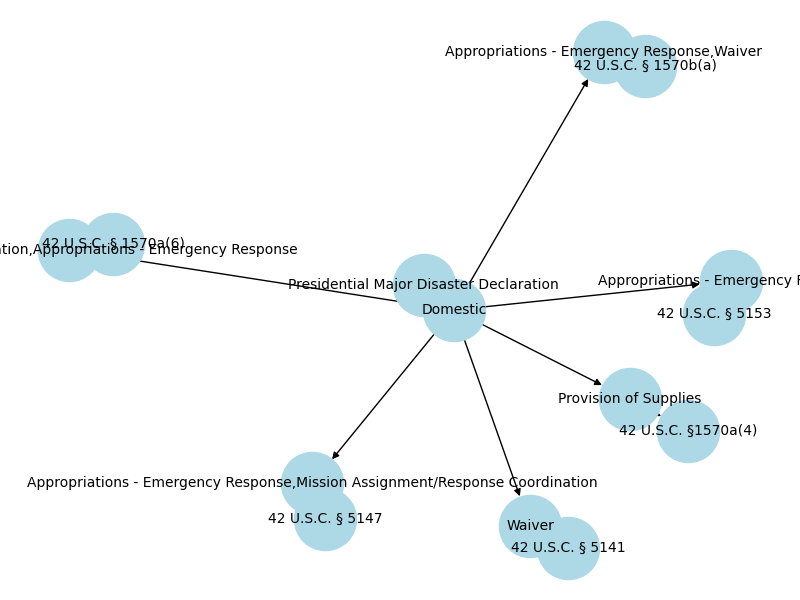 Appropriations - Emergency Response,Waiver
42 U.S.C. § 1570b(a)
42 U.S.C. § 1570a(6)
Appropriations - Emergency Response
Appropriations - Emergency
Presidential Major Disaster Declaration
Domestic
42 U.S.C. § 5153
Provision of Supplies
42 U.S.C. §1570a(4)
Appropriations - Emergency Response,Mission Assignment/Response Coordination
42 U.S.C. § 5147
Waiver
42 U.S.C. § 5141